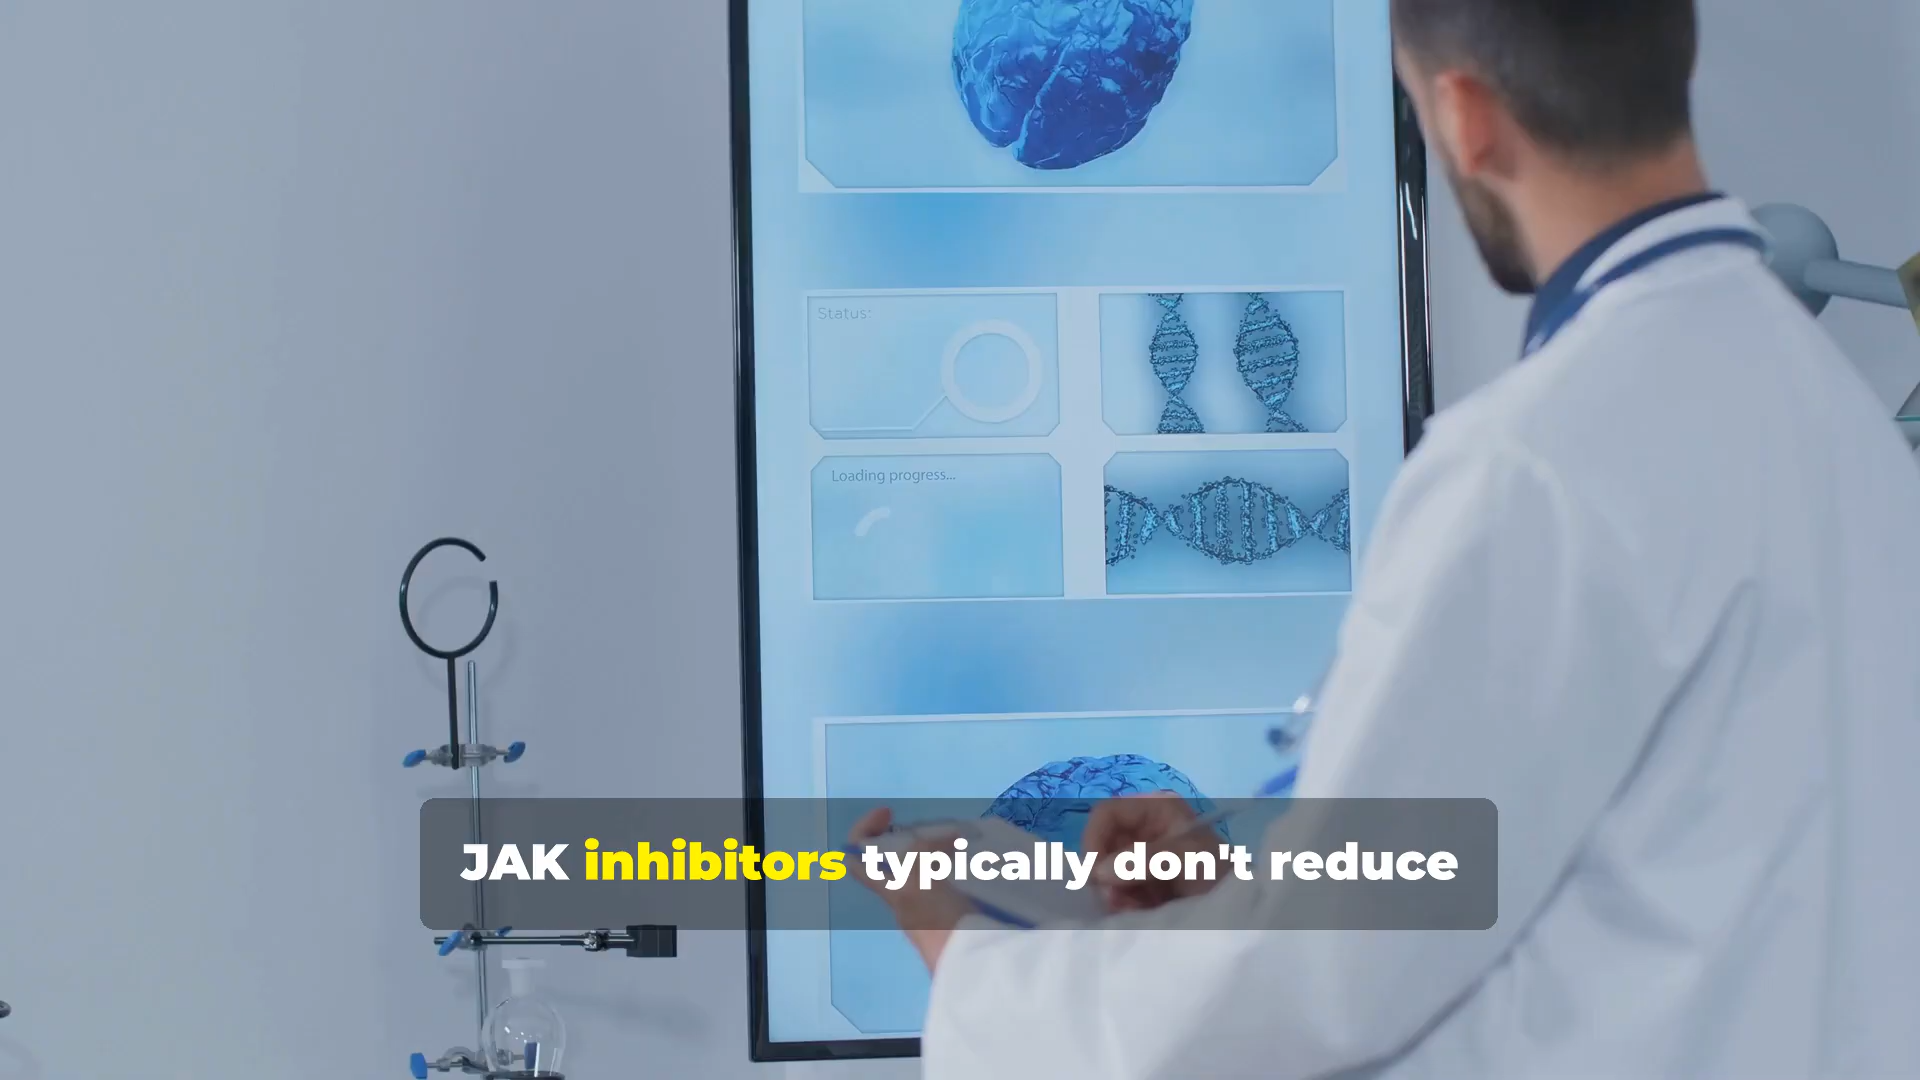 Status:
Loading progress...
JAK inhibitors typically don't reduce